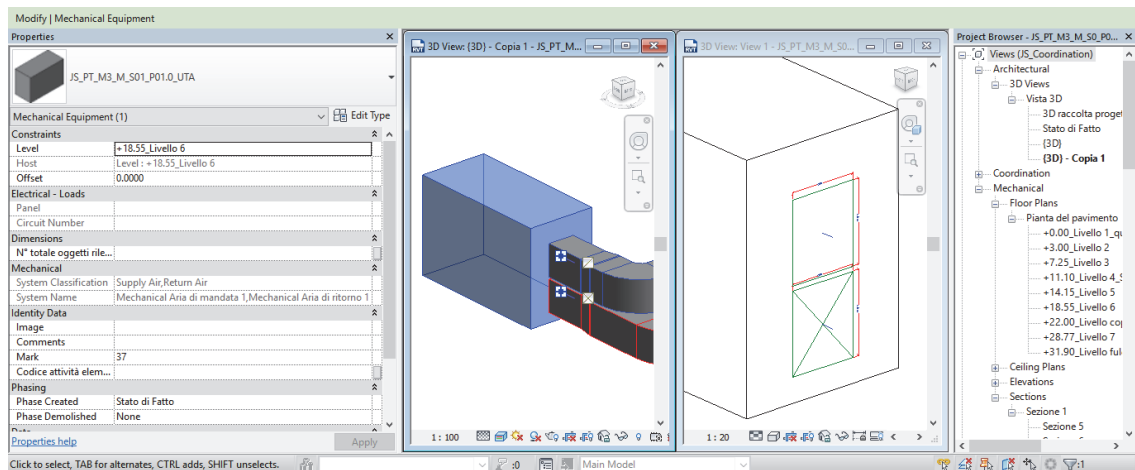 Modify | Mechanical Equipment
Properties
JS_PT_M3_M_S01_P01.0_UTA
Mechanical Equipment (1)
Edit Type
Constraints
Level +18.55_Livello 6
Host Level : +18.55_Livello 6
Offset 0.0000
Electrical - Loads
Panel
Circuit Number
Dimensions
N° totale oggetti rile...
Mechanical
System Classification Supply Air,Return Air
System Name Mechanical Aria di mandata 1,Mechanical Aria di ritorno 1
Identity Data
Image
Comments
Mark 37
Codice attività elem...
Phasing
Phase Created Stato di Fatto
Phase Demolished None
Properties help
Apply
3D View: {3D} - Copia 1 - JS_PT_M...
1 : 100
3D View: View 1 - JS_PT_M3_M_S0...
1 : 20
Project Browser - JS_PT_M3_M_S0_P0...
Views (JS_Coordination)
Architectural
3D Views
Vista 3D
3D raccolta proget
Stato di Fatto
{3D}
{3D} - Copia 1
Coordination
Mechanical
Floor Plans
Pianta del pavimento
+0.00_Livello 1_qu
+3.00_Livello 2
+7.25_Livello 3
+11.10_Livello 4_S
+14.15_Livello 5
+18.55_Livello 6
+22.00_Livello cop
+28.77_Livello 7
+31.90_Livello ful
Ceiling Plans
Elevations
Sections
Sezione 1
Sezione 5
Click to select, TAB for alternates, CTRL adds, SHIFT unselects.
:0
Main Model
:1